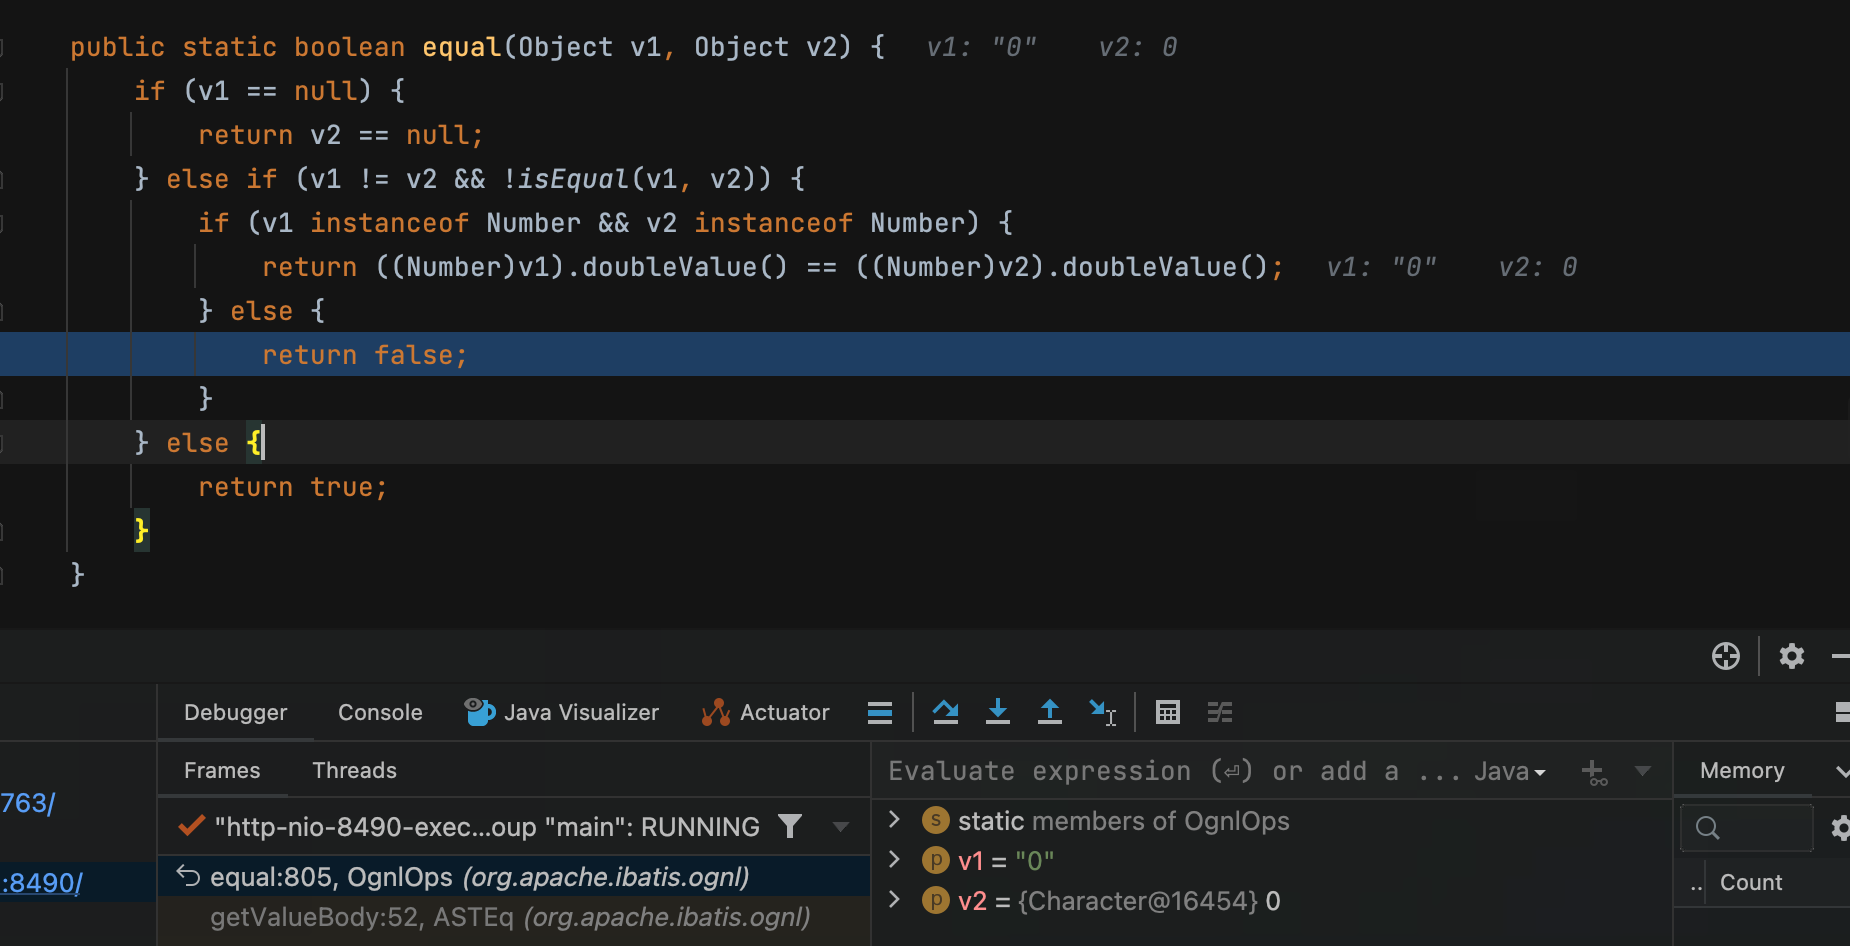 public static boolean equal(Object v1, Object v2) {   v1: "0"    v2: 0
if (v1 == null) {
return v2 == null;
} else if (v1 != v2 && !isEqual(v1, v2)) {
if (v1 instanceof Number && v2 instanceof Number) {
return ((Number)v1).doubleValue() == ((Number)v2).doubleValue();   v1: "0"    v2: 0
} else {
return false;
}
} else {
return true;
}
}
Debugger Console Java Visualizer Actuator
Frames Threads
Evaluate expression (⏎) or add a ... Java
Memory
763/
"http-nio-8490-exec...oup "main": RUNNING
static members of OgnlOps
v1 = "0"
:8490/
equal:805, OgnlOps (org.apache.ibatis.ognl)
v2 = {Character@16454} 0
.. Count
getValueBody:52, ASTEq (org.apache.ibatis.ognl)